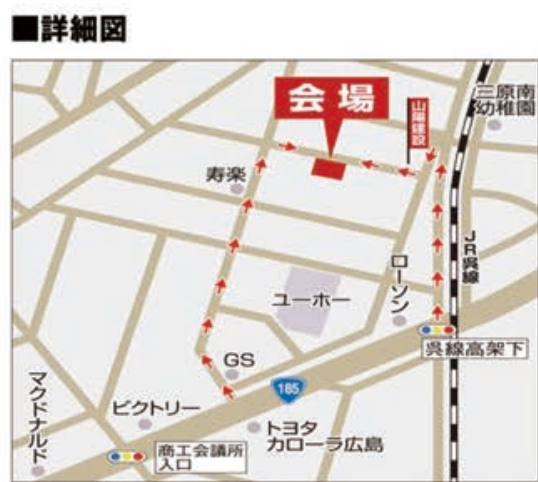 ■詳細図
会場
山陽建設
三原南
幼稚園
寿楽
JR呉線
ローソン
ユーホー
呉線高架下
GS
185
マクドナルド
ビクトリー
トヨタ
カローラ広島
商工会議所
入口